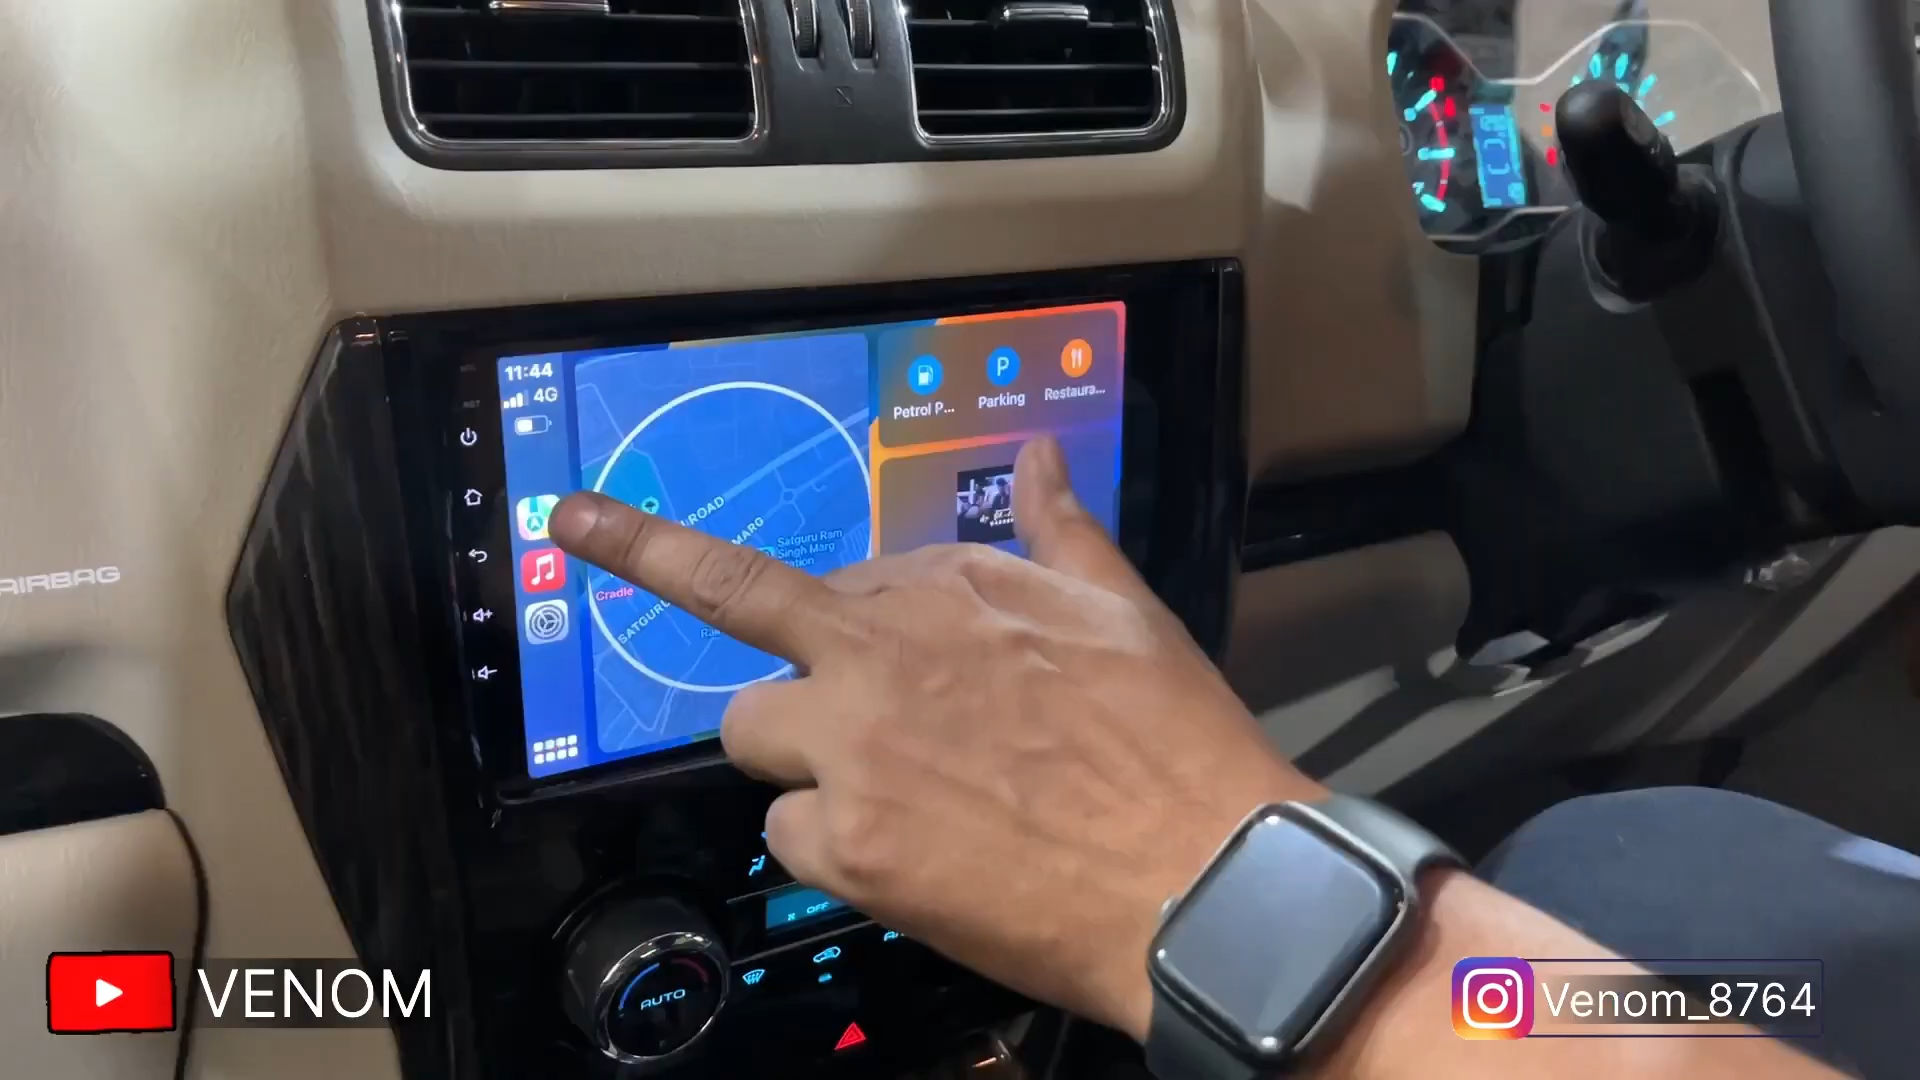 11:44
4G
Petrol P...
Parking
Restaura...
ROAD
MARG
Satguru Ram
Singh Marg
Cradle
AIRBAG
OFF
AUTO
VENOM
Venom_8764